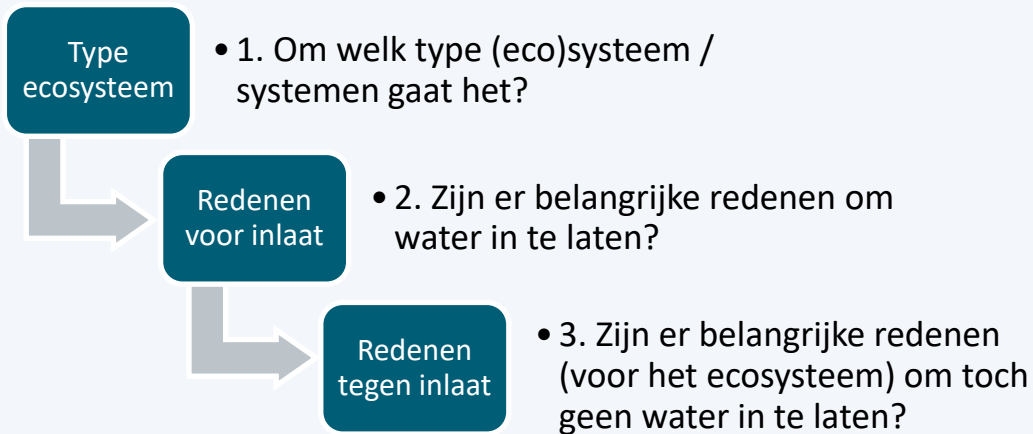 Type
ecosysteem
• 1. Om welk type (eco)systeem /
systemen gaat het?
Redenen
voor inlaat
• 2. Zijn er belangrijke redenen om
water in te laten?
Redenen
tegen inlaat
• 3. Zijn er belangrijke redenen
(voor het ecosysteem) om toch
geen water in te laten?